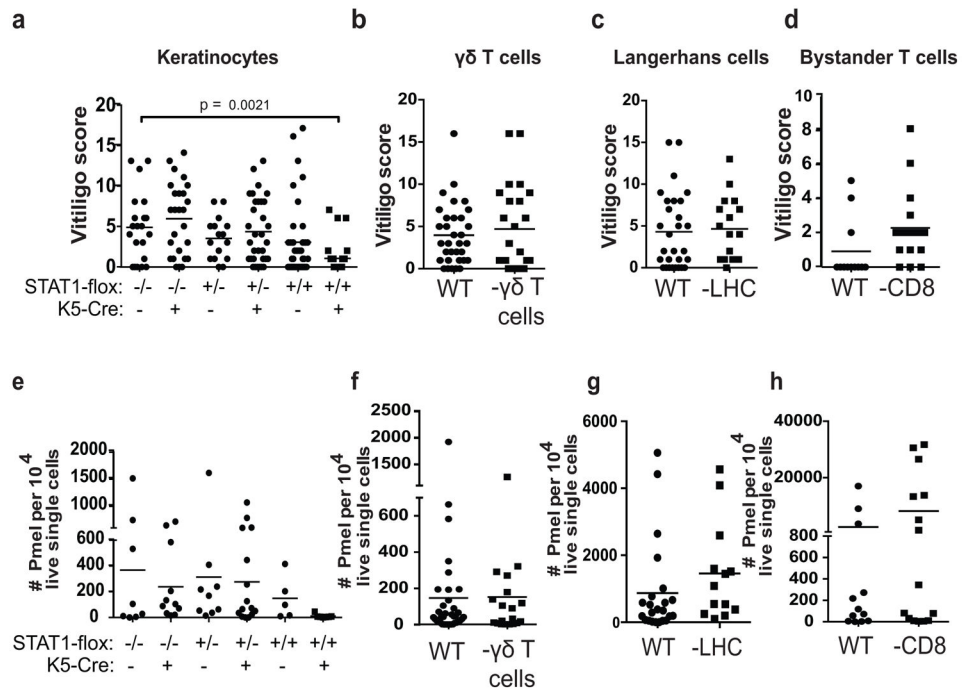 a
Keratinocytes
p = 0.0021
Vitiligo score
20
15
10
5
0
STAT1-flox: -/- -/- +/- +/- +/+ +/+
K5-Cre: - + - + - +
b
γδ T cells
Vitiligo score
20
15
10
5
0
WT -γδ T
cells
c
Langerhans cells
Vitiligo score
20
15
10
5
0
WT -LHC
d
Bystander T cells
Vitiligo score
10
8
6
4
2
0
WT -CD8
e
# Pmel per 10^4
live single cells
2000
1500
1000
600
400
200
0
STAT1-flox: -/- -/- +/- +/- +/+ +/+
K5-Cre: - + - + - +
f
# Pmel per 10^4
live single cells
2500
2000
1500
1000
500
400
200
0
WT -γδ T
cells
g
# Pmel per 10^4
live single cells
6000
4000
2000
0
WT -LHC
h
# Pmel per 10^4
live single cells
40000
20000
800
600
400
200
0
WT -CD8